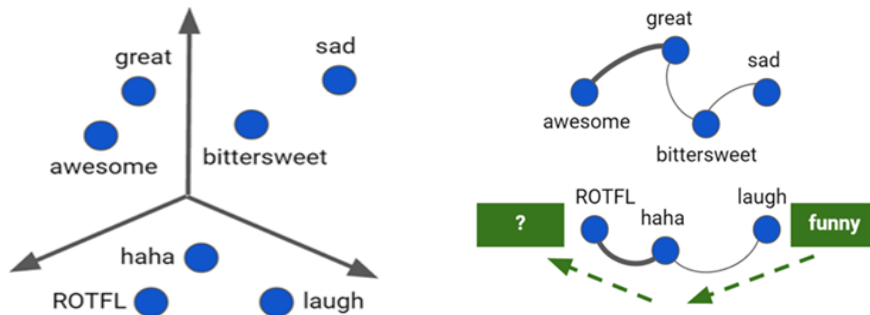 great
sad
awesome
bittersweet
haha
ROTFL
laugh
great
sad
awesome
bittersweet
ROTFL
laugh
haha
?
funny